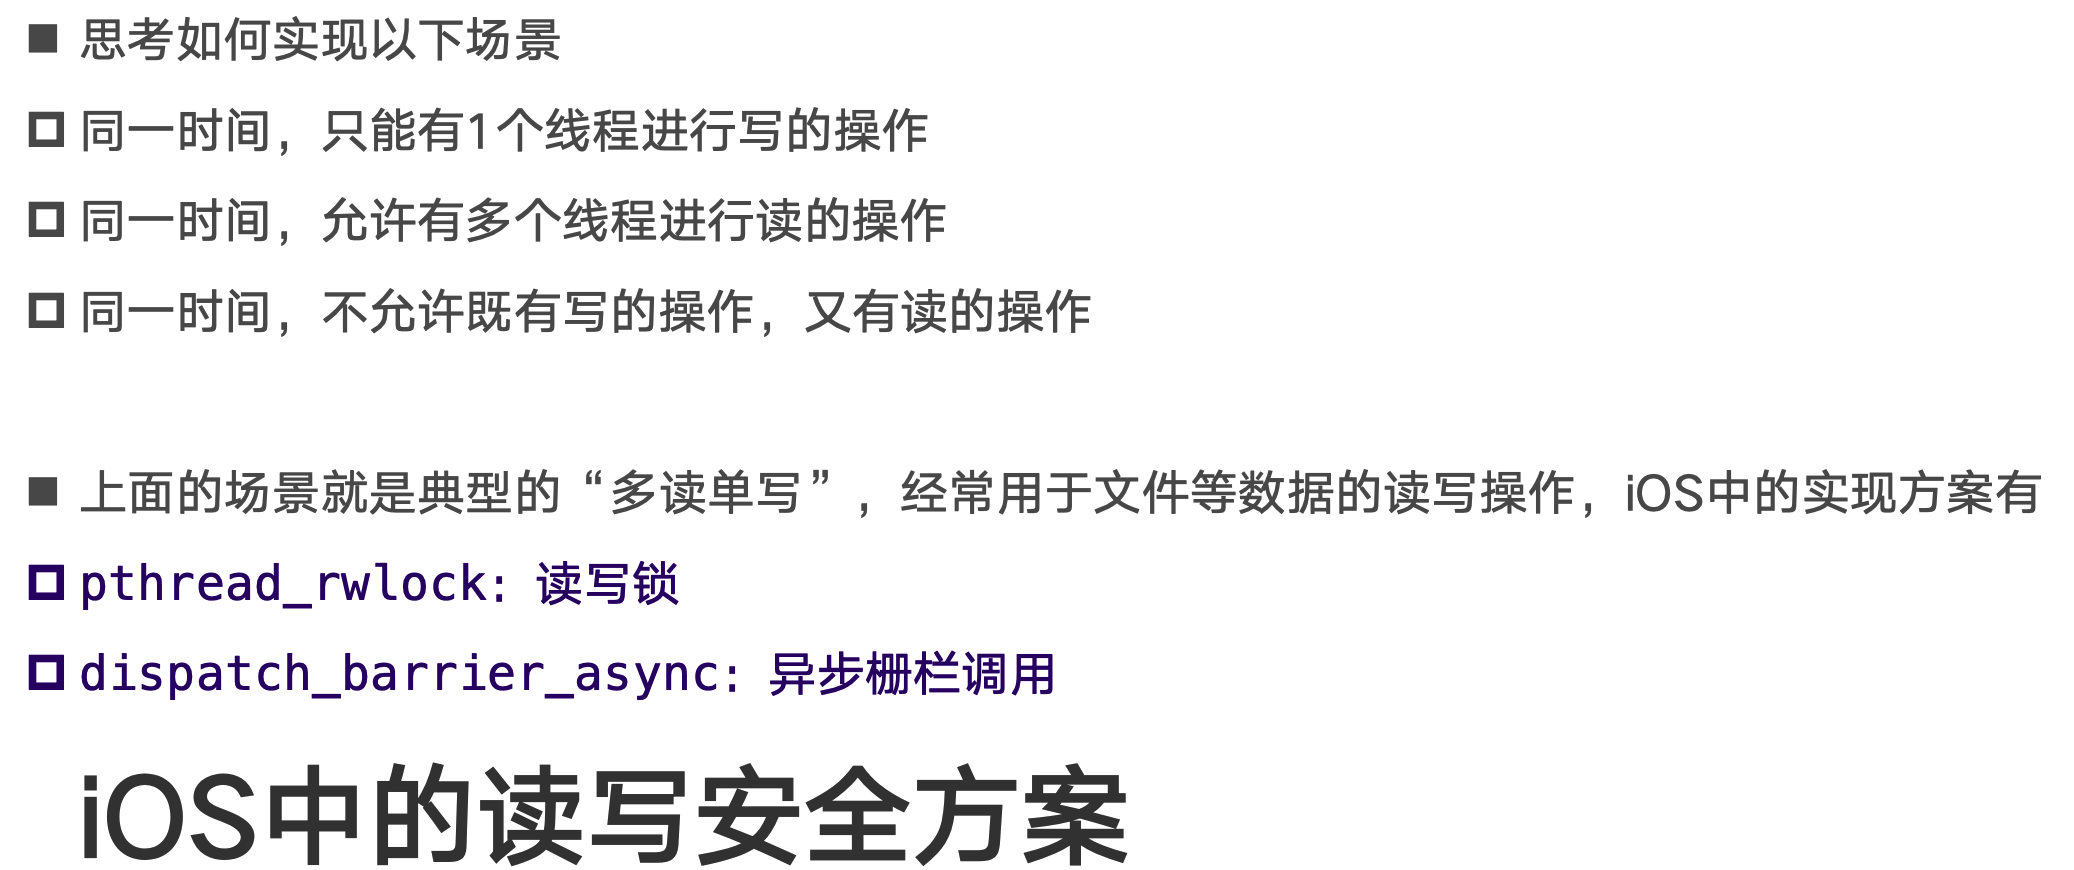 思考如何实现以下场景
同一时间，只能有1个线程进行写的操作
同一时间，允许有多个线程进行读的操作
同一时间，不允许既有写的操作，又有读的操作
上面的场景就是典型的“多读单写”，经常用于文件等数据的读写操作，iOS中的实现方案有
pthread_rwlock：读写锁
dispatch_barrier_async：异步栅栏调用
iOS中的读写安全方案